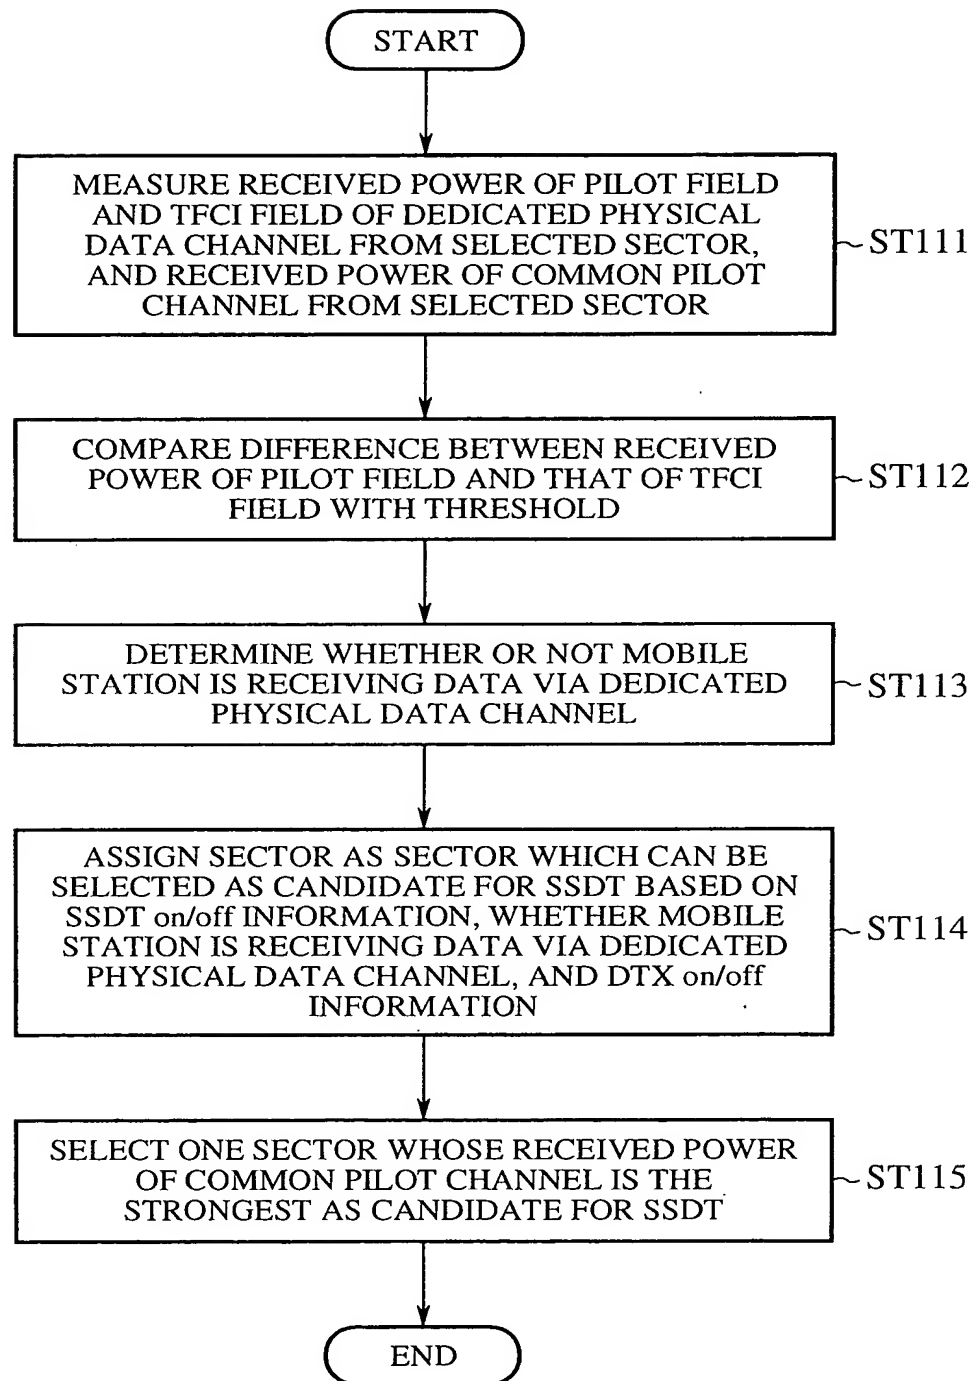 START
MEASURE RECEIVED POWER OF PILOT FIELD
AND TFCI FIELD OF DEDICATED PHYSICAL
DATA CHANNEL FROM SELECTED SECTOR,
AND RECEIVED POWER OF COMMON PILOT
CHANNEL FROM SELECTED SECTOR
ST111
COMPARE DIFFERENCE BETWEEN RECEIVED
POWER OF PILOT FIELD AND THAT OF TFCI
FIELD WITH THRESHOLD
ST112
DETERMINE WHETHER OR NOT MOBILE
STATION IS RECEIVING DATA VIA DEDICATED
PHYSICAL DATA CHANNEL
ST113
ASSIGN SECTOR AS SECTOR WHICH CAN BE
SELECTED AS CANDIDATE FOR SSDT BASED ON
SSDT on/off INFORMATION, WHETHER MOBILE
STATION IS RECEIVING DATA VIA DEDICATED
PHYSICAL DATA CHANNEL, AND DTX on/off
INFORMATION
ST114
SELECT ONE SECTOR WHOSE RECEIVED POWER
OF COMMON PILOT CHANNEL IS THE
STRONGEST AS CANDIDATE FOR SSDT
ST115
END